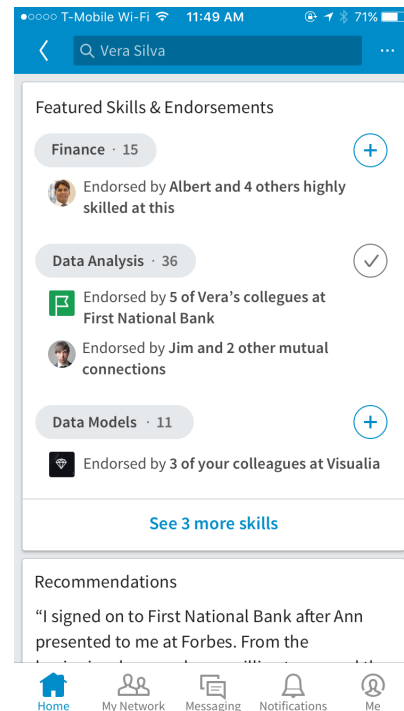 T-Mobile Wi-Fi 11:49 AM 71%
Vera Silva
Featured Skills & Endorsements
Finance · 15
Endorsed by Albert and 4 others highly
skilled at this
Data Analysis · 36
Endorsed by 5 of Vera's collegues at
First National Bank
Endorsed by Jim and 2 other mutual
connections
Data Models · 11
Endorsed by 3 of your colleagues at Visualia
See 3 more skills
Recommendations
“I signed on to First National Bank after Ann
presented to me at Forbes. From the
Home My Network Messaging Notifications Me